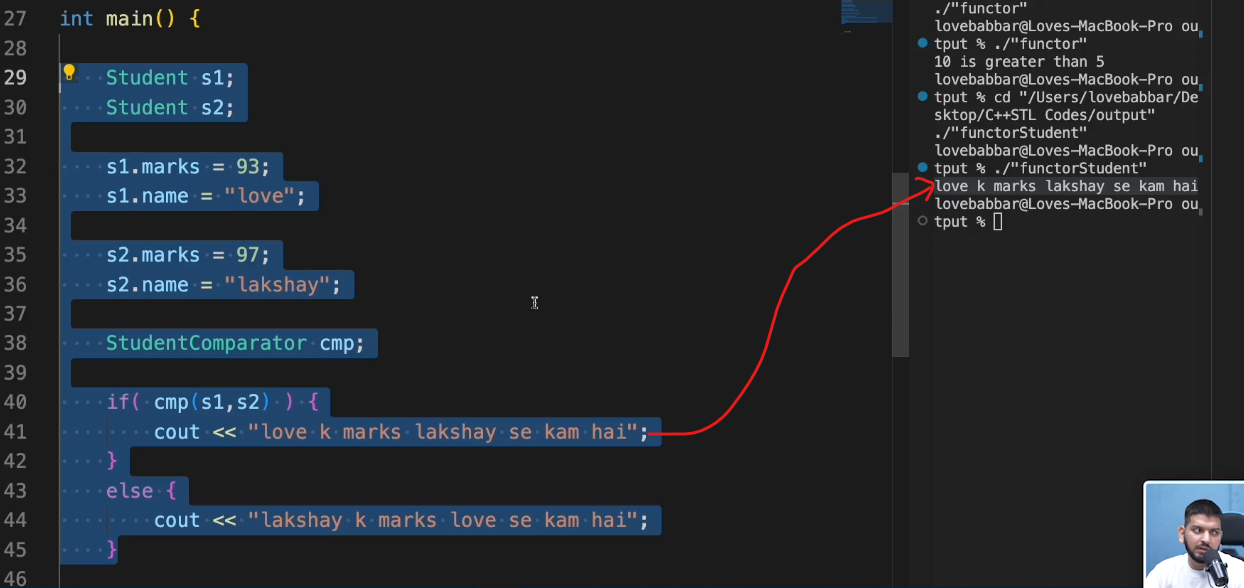 27 int main() {
28
29 Student s1;
30 Student s2;
31
32 s1.marks = 93;
33 s1.name = "love";
34
35 s2.marks = 97;
36 s2.name = "lakshay";
37
38 StudentComparator cmp;
39
40 if( cmp(s1,s2) ) {
41 cout << "love k marks lakshay se kam hai";
42 }
43 else {
44 cout << "lakshay k marks love se kam hai";
45 }
46
./"functor"
lovebabbar@Loves-MacBook-Pro ou
tput % ./"functor"
10 is greater than 5
lovebabbar@Loves-MacBook-Pro ou
tput % cd "/Users/lovebabbar/De
sktop/C++STL Codes/output"
./"functorStudent"
lovebabbar@Loves-MacBook-Pro ou
tput % ./"functorStudent"
love k marks lakshay se kam hai
lovebabbar@Loves-MacBook-Pro ou
tput %